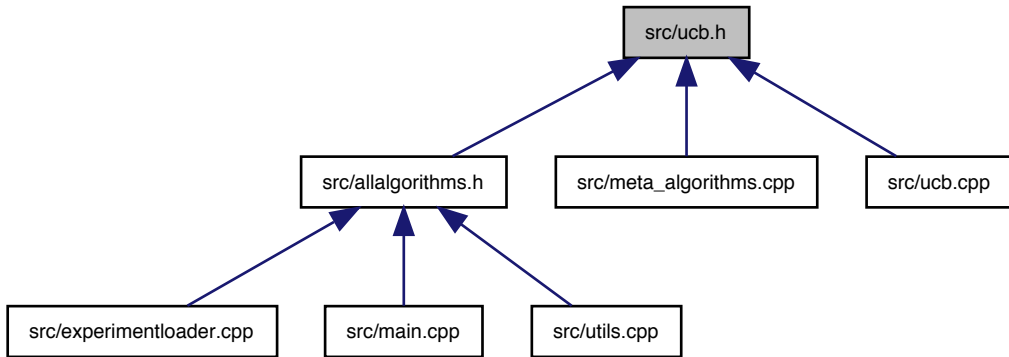 src/ucb.h
src/allalgorithms.h
src/meta_algorithms.cpp
src/ucb.cpp
src/experimentloader.cpp
src/main.cpp
src/utils.cpp